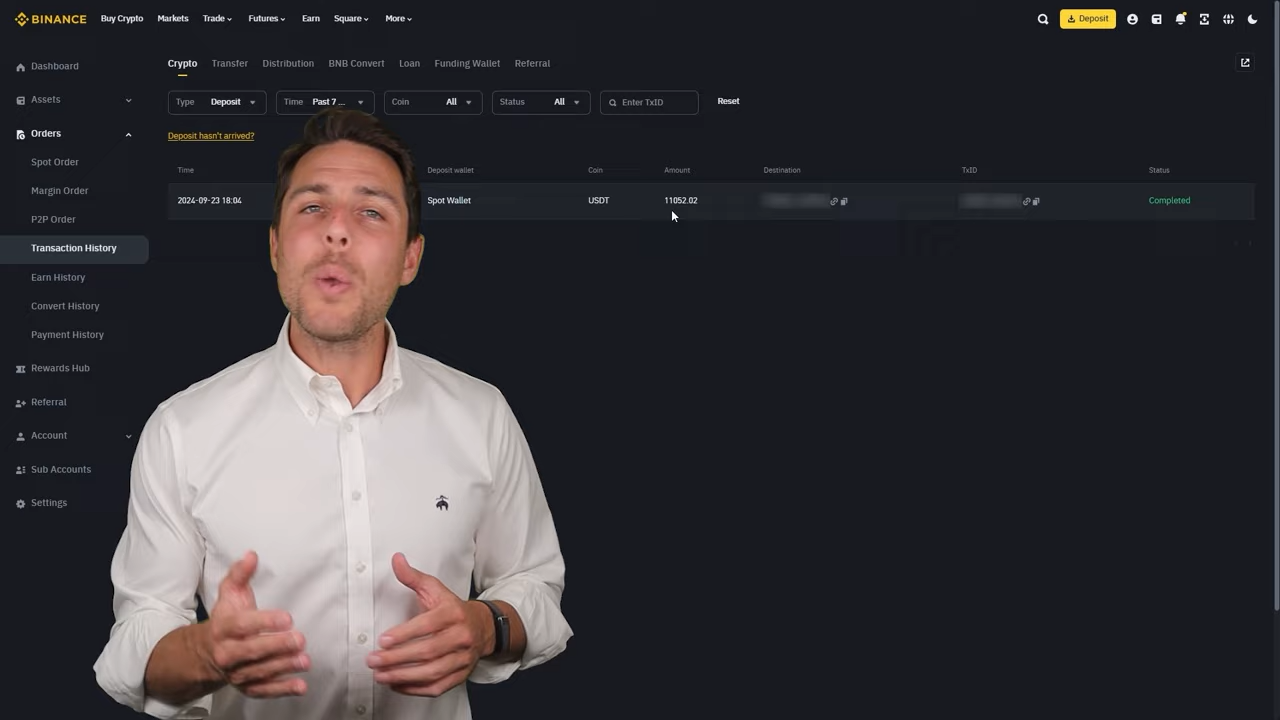 BINANCE Buy Crypto Markets Trade Futures Earn Square More Deposit
Dashboard
Assets
Orders
Spot Order
Margin Order
P2P Order
Transaction History
Earn History
Convert History
Payment History
Rewards Hub
Referral
Account
Sub Accounts
Settings
Crypto Transfer Distribution BNB Convert Loan Funding Wallet Referral
Type Deposit Time Past 7 ... Coin All Status All Enter TxID Reset
Deposit hasn't arrived?
Time Deposit wallet Coin Amount Destination TxID Status
2024-09-23 18:04 Spot Wallet USDT 11052.02 Completed